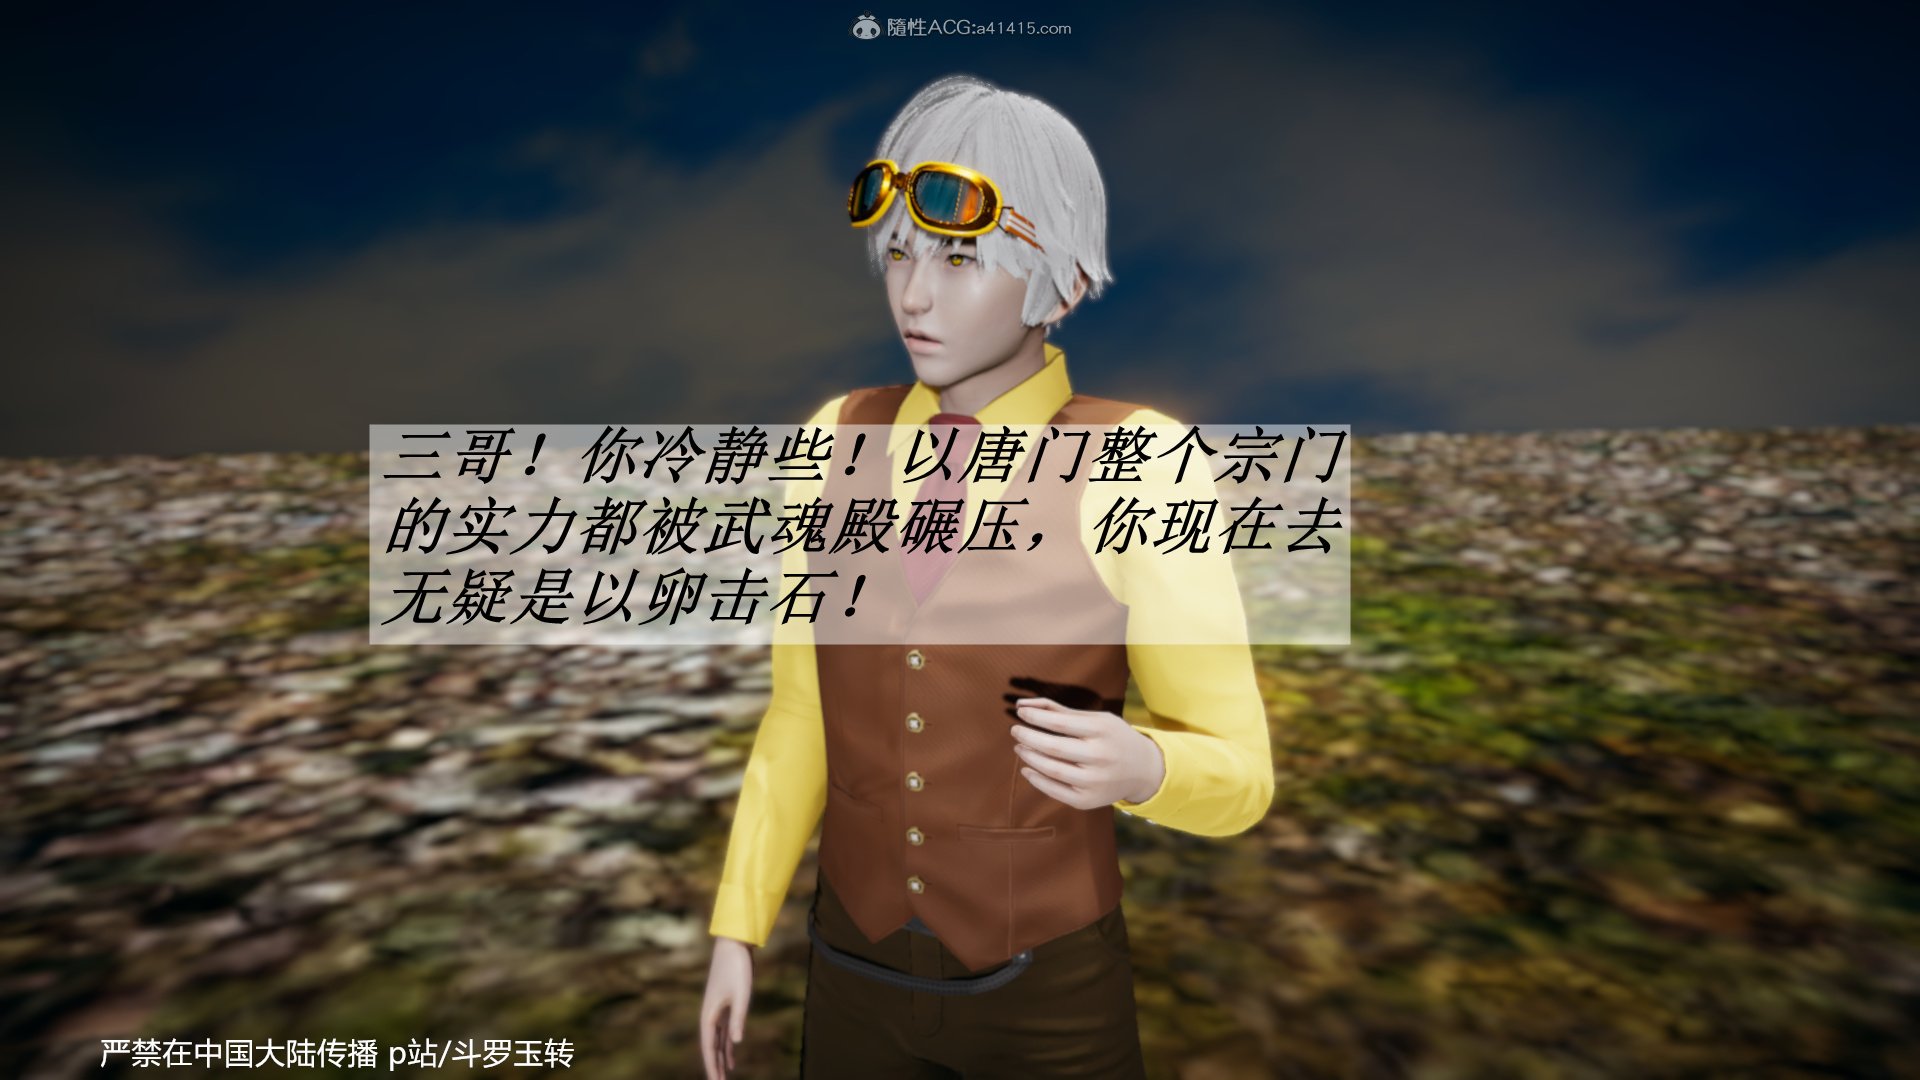 隨性ACG:a41415.com
三哥！你冷静些！以唐门整个宗门
的实力都被武魂殿碾压，你现在去
无疑是以卵击石！
严禁在中国大陆传播 p站/斗罗玉转